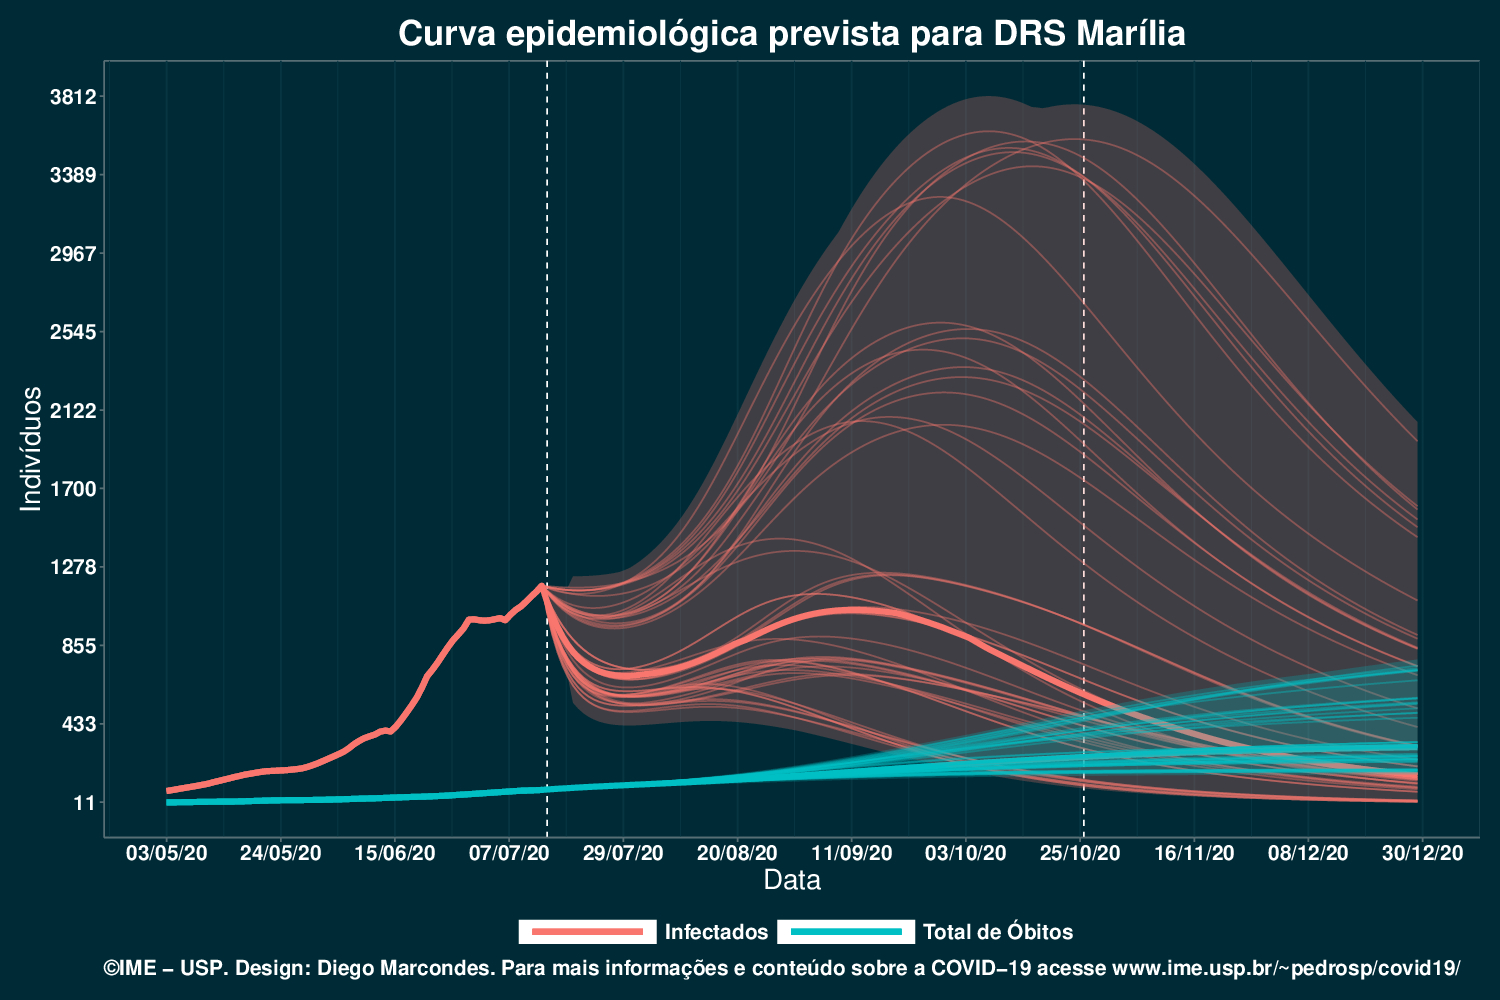 Curva epidemiológica prevista para DRS Marília
3812
3389
2967
2545
2122
1700
1278
855
433
11
Indivíduos
03/05/20 24/05/20 15/06/20 07/07/20 29/07/20 20/08/20 11/09/20 03/10/20 25/10/20 16/11/20 08/12/20 30/12/20
Data
Infectados Total de Óbitos
©IME − USP. Design: Diego Marcondes. Para mais informações e conteúdo sobre a COVID−19 acesse www.ime.usp.br/~pedrosp/covid19/